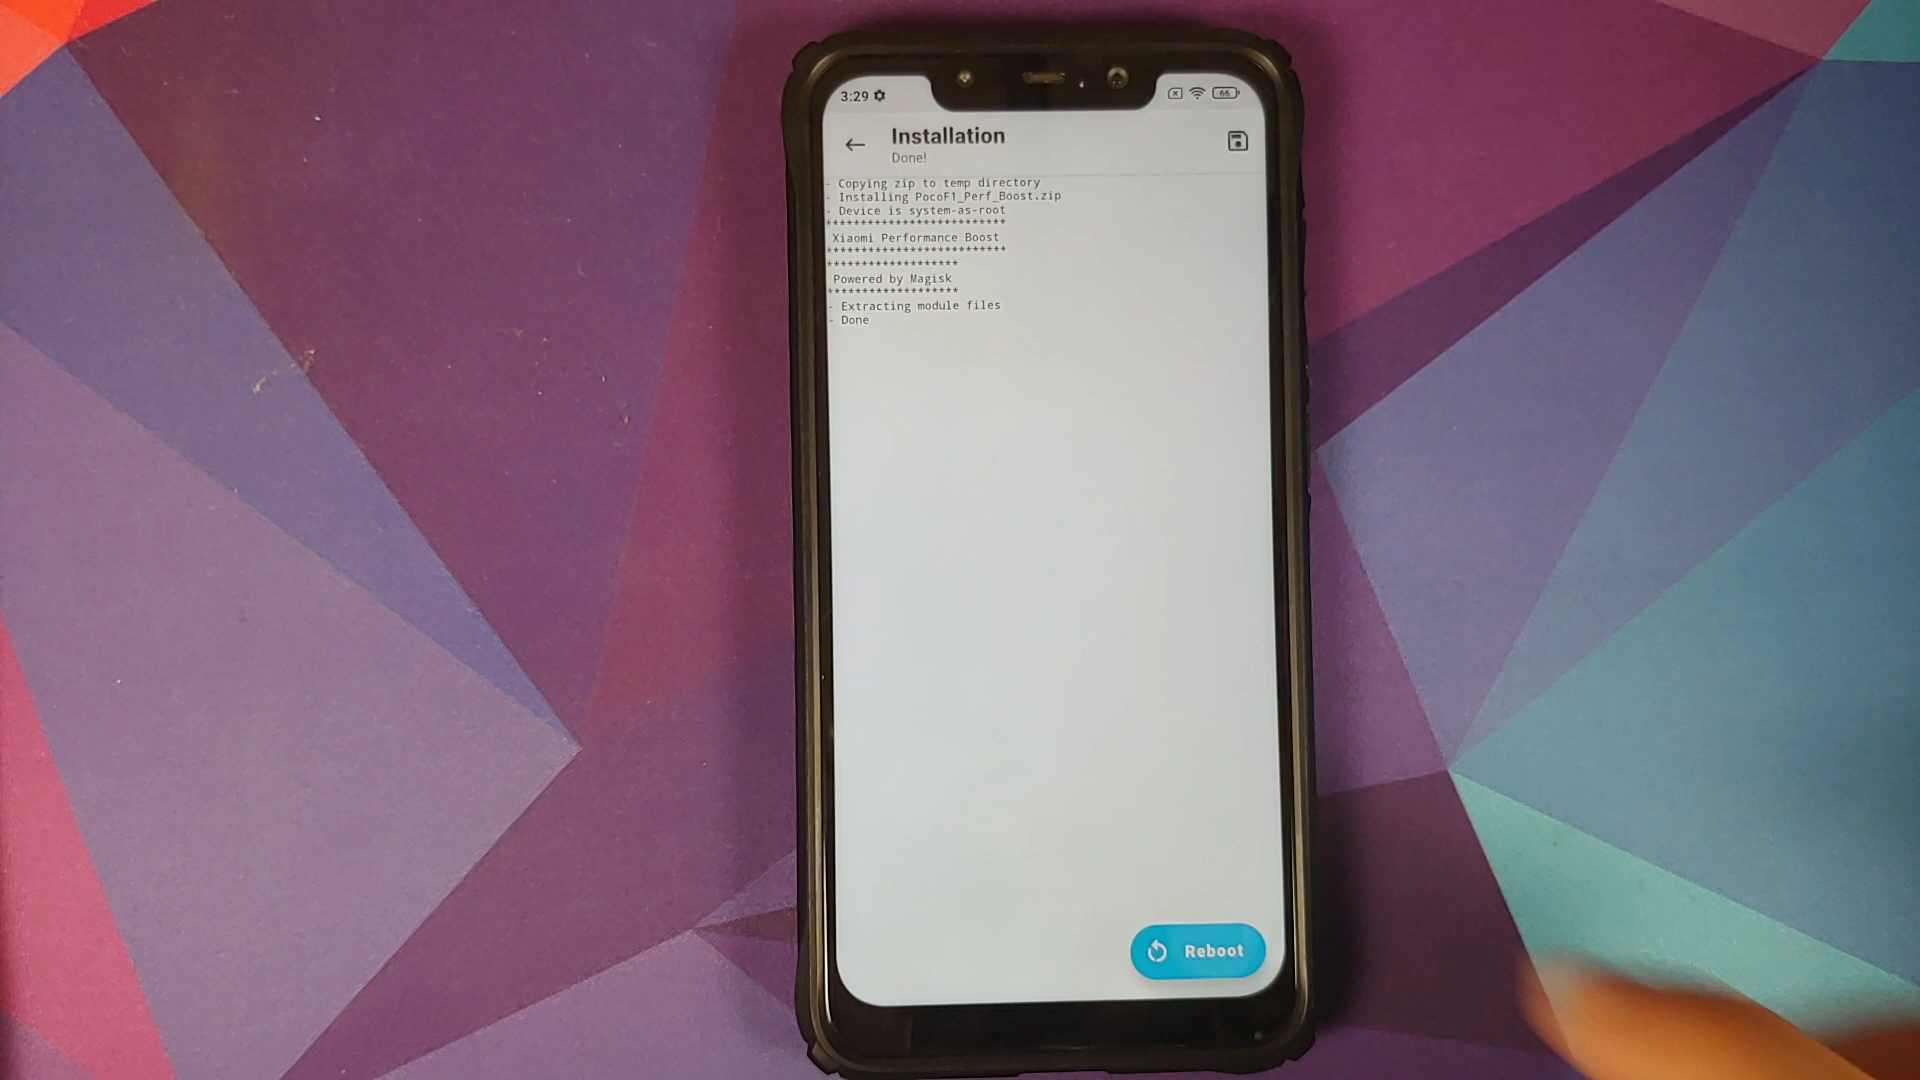 3:29
66
Installation
Done!
- Copying zip to temp directory
- Installing PocoF1_Perf_Boost.zip
- Device is system-as-root
**************************
Xiaomi Performance Boost
**************************
*******************
Powered by Magisk
*******************
- Extracting module files
- Done
Reboot